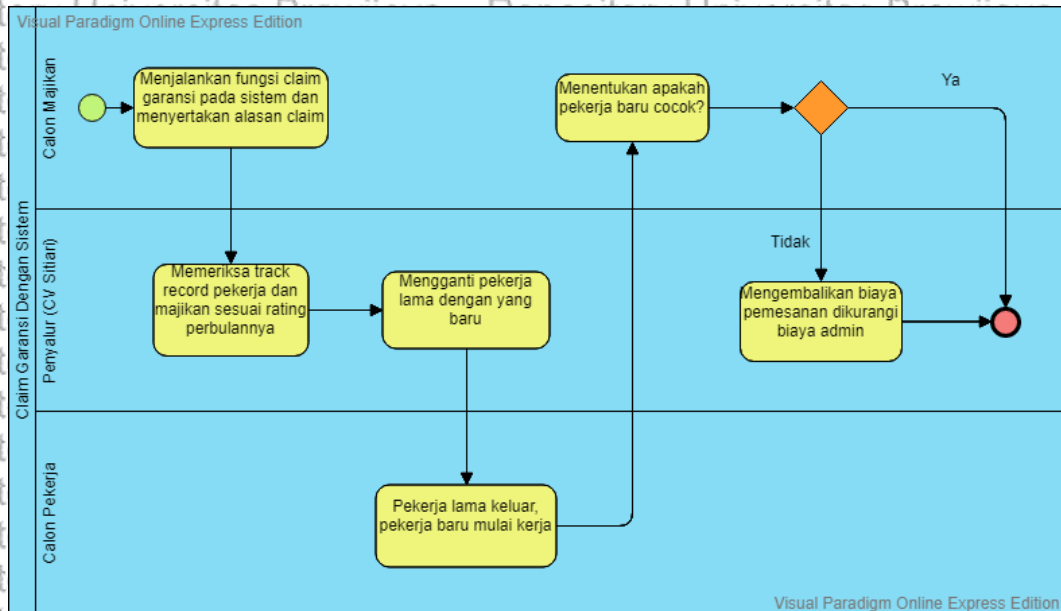 Visual Paradigm Online Express Edition
Claim Garansi Dengan Sistem
Calon Majikan
Menjalankan fungsi claim
garansi pada sistem dan
menyertakan alasan claim
Menentukan apakah
pekerja baru cocok?
Ya
Tidak
Penyalur (CV Sitiari)
Memeriksa track
record pekerja dan
majikan sesuai rating
perbulannya
Mengganti pekerja
lama dengan yang
baru
Mengembalikan biaya
pemesanan dikurangi
biaya admin
Calon Pekerja
Pekerja lama keluar,
pekerja baru mulai kerja
Visual Paradigm Online Express Edition